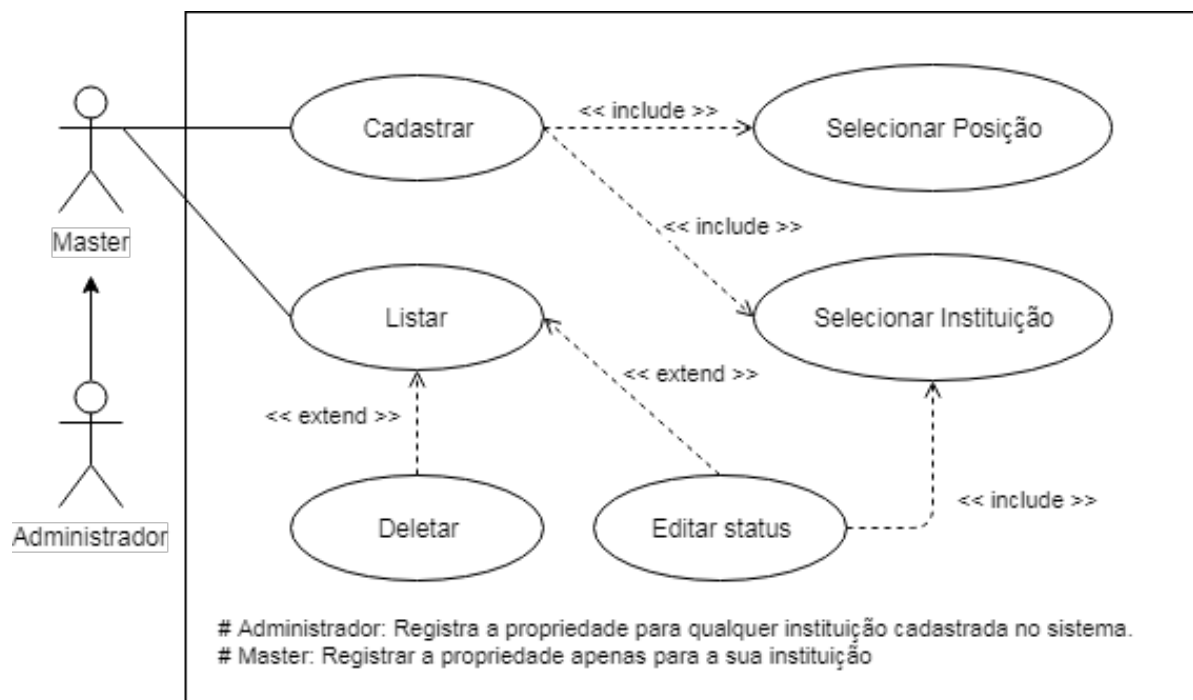 Cadastrar
<< include >>
Selecionar Posição
Master
<< include >>
Listar
Selecionar Instituição
<< extend >>
<< extend >>
Administrador
Deletar
Editar status
<< include >>
# Administrador: Registra a propriedade para qualquer instituição cadastrada no sistema.
# Master: Registrar a propriedade apenas para a sua instituição